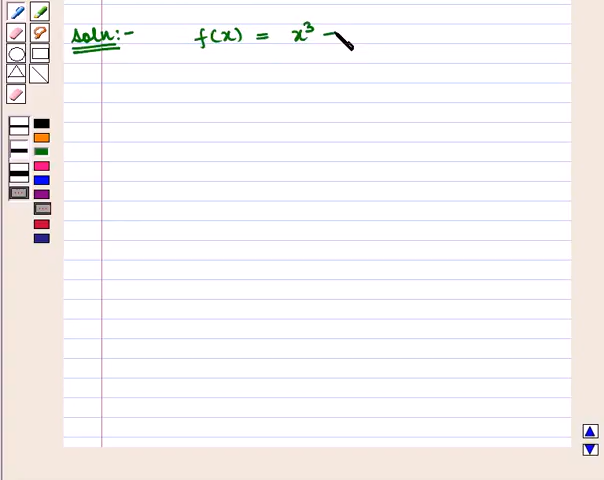 Soln:- f(x) = x³ -